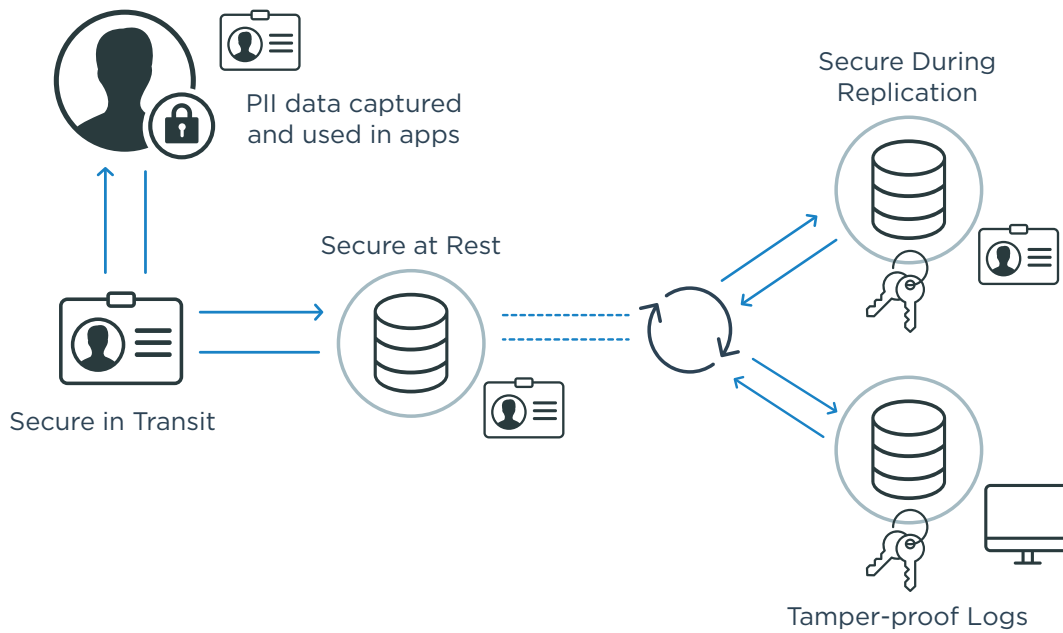 PII data captured
and used in apps
Secure During
Replication
Secure at Rest
Secure in Transit
Tamper-proof Logs